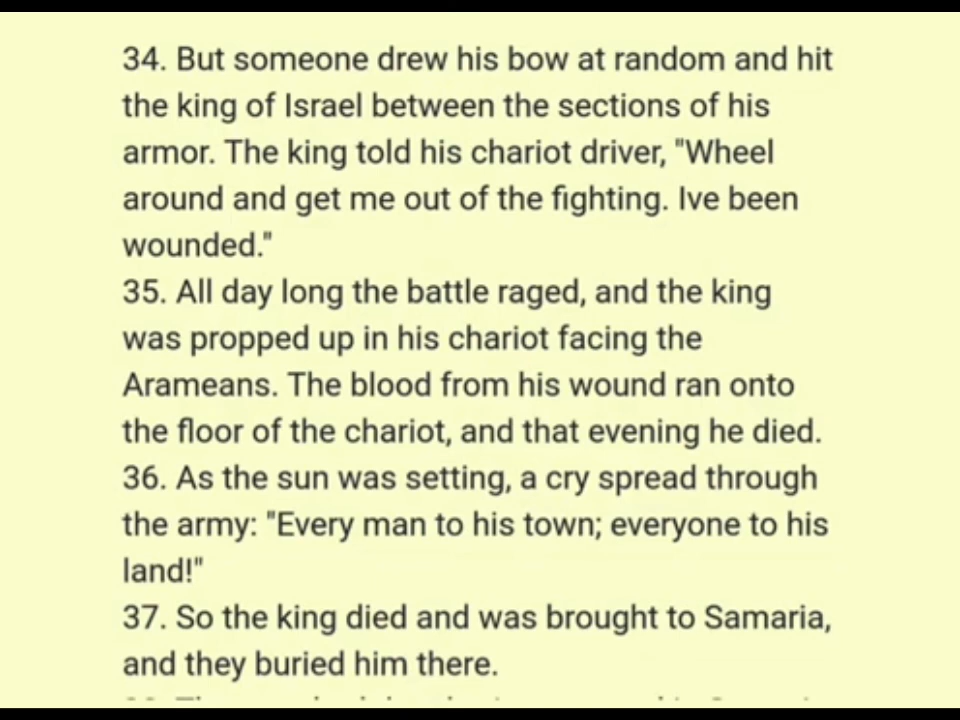 34. But someone drew his bow at random and hit
the king of Israel between the sections of his
armor. The king told his chariot driver, "Wheel
around and get me out of the fighting. Ive been
wounded."
35. All day long the battle raged, and the king
was propped up in his chariot facing the
Arameans. The blood from his wound ran onto
the floor of the chariot, and that evening he died.
36. As the sun was setting, a cry spread through
the army: "Every man to his town; everyone to his
land!"
37. So the king died and was brought to Samaria,
and they buried him there.